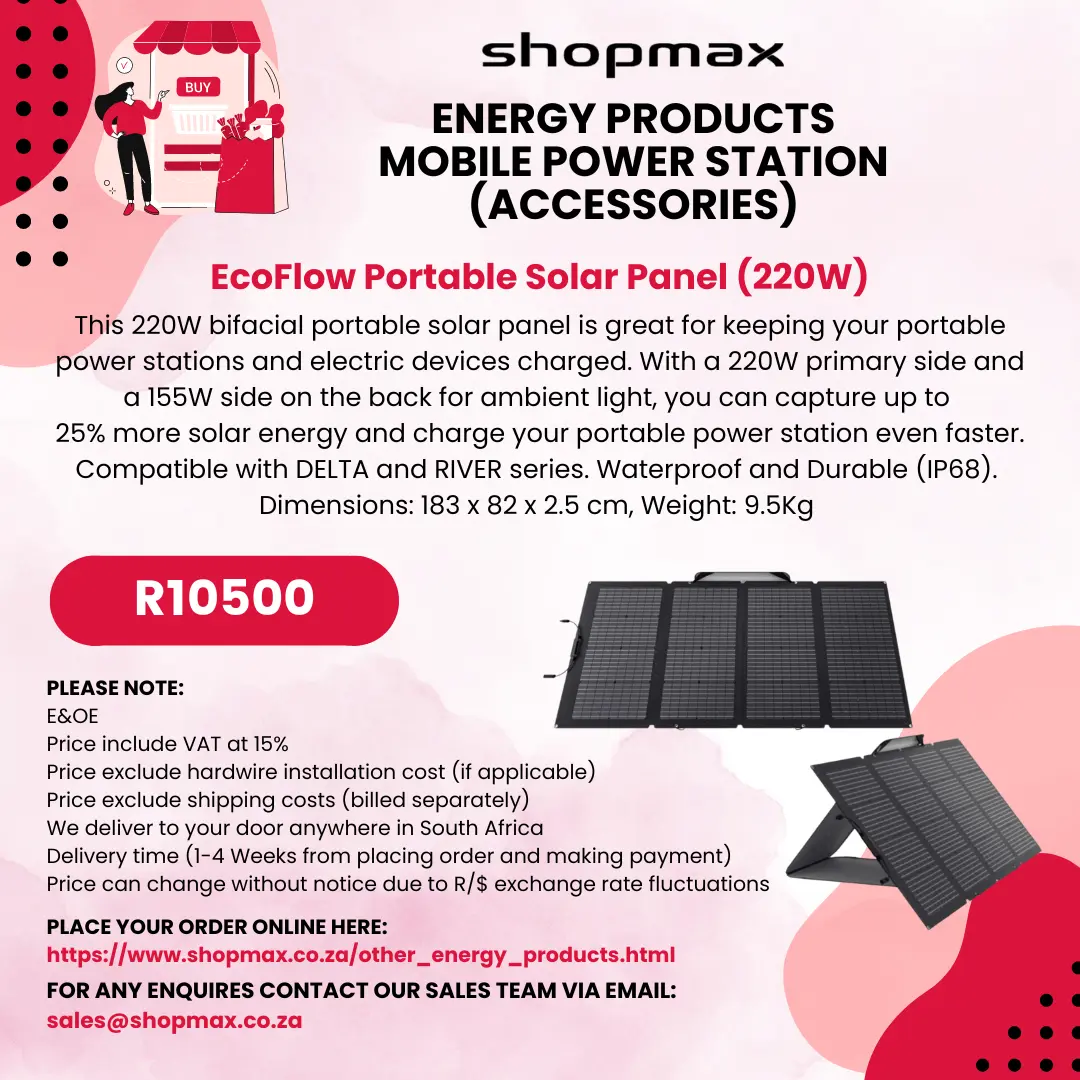 BUY
shopmax
ENERGY PRODUCTS
MOBILE POWER STATION
(ACCESSORIES)
EcoFlow Portable Solar Panel (220W)
This 220W bifacial portable solar panel is great for keeping your portable
power stations and electric devices charged. With a 220W primary side and
a 155W side on the back for ambient light, you can capture up to
25% more solar energy and charge your portable power station even faster.
Compatible with DELTA and RIVER series. Waterproof and Durable (IP68).
Dimensions: 183 x 82 x 2.5 cm, Weight: 9.5Kg
R10500
PLEASE NOTE:
E&OE
Price include VAT at 15%
Price exclude hardwire installation cost (if applicable)
Price exclude shipping costs (billed separately)
We deliver to your door anywhere in South Africa
Delivery time (1-4 Weeks from placing order and making payment)
Price can change without notice due to R/$ exchange rate fluctuations
PLACE YOUR ORDER ONLINE HERE:
https://www.shopmax.co.za/other_energy_products.html
FOR ANY ENQUIRES CONTACT OUR SALES TEAM VIA EMAIL:
sales@shopmax.co.za